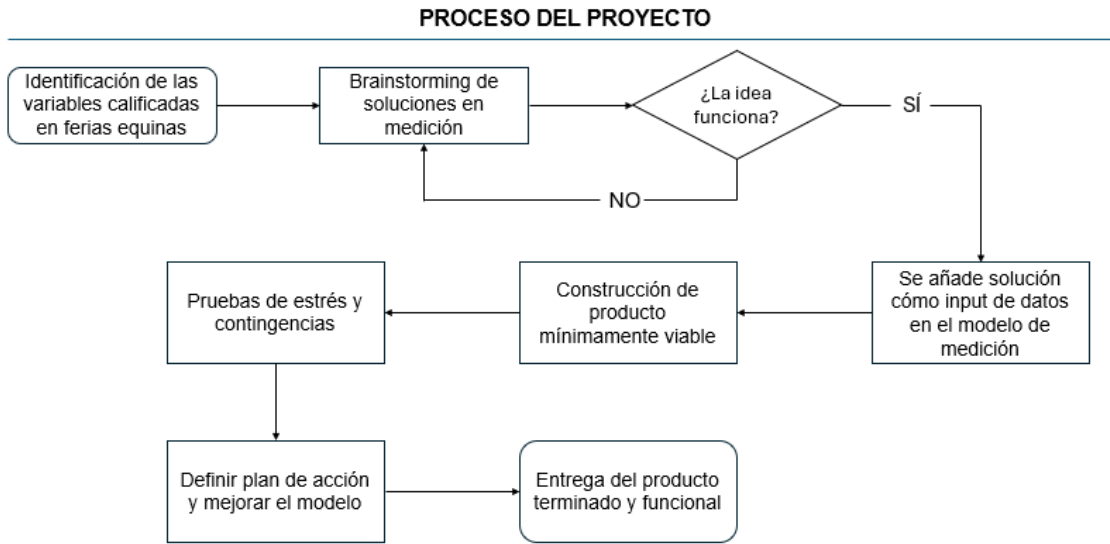 PROCESO DEL PROYECTO
Identificación de las
variables calificadas
en ferias equinas
Brainstorming de
soluciones en
medición
¿La idea
funciona?
SÍ
NO
Se añade solución
cómo input de datos
en el modelo de
medición
Construcción de
producto
mínimamente viable
Pruebas de estrés y
contingencias
Definir plan de acción
y mejorar el modelo
Entrega del producto
terminado y funcional